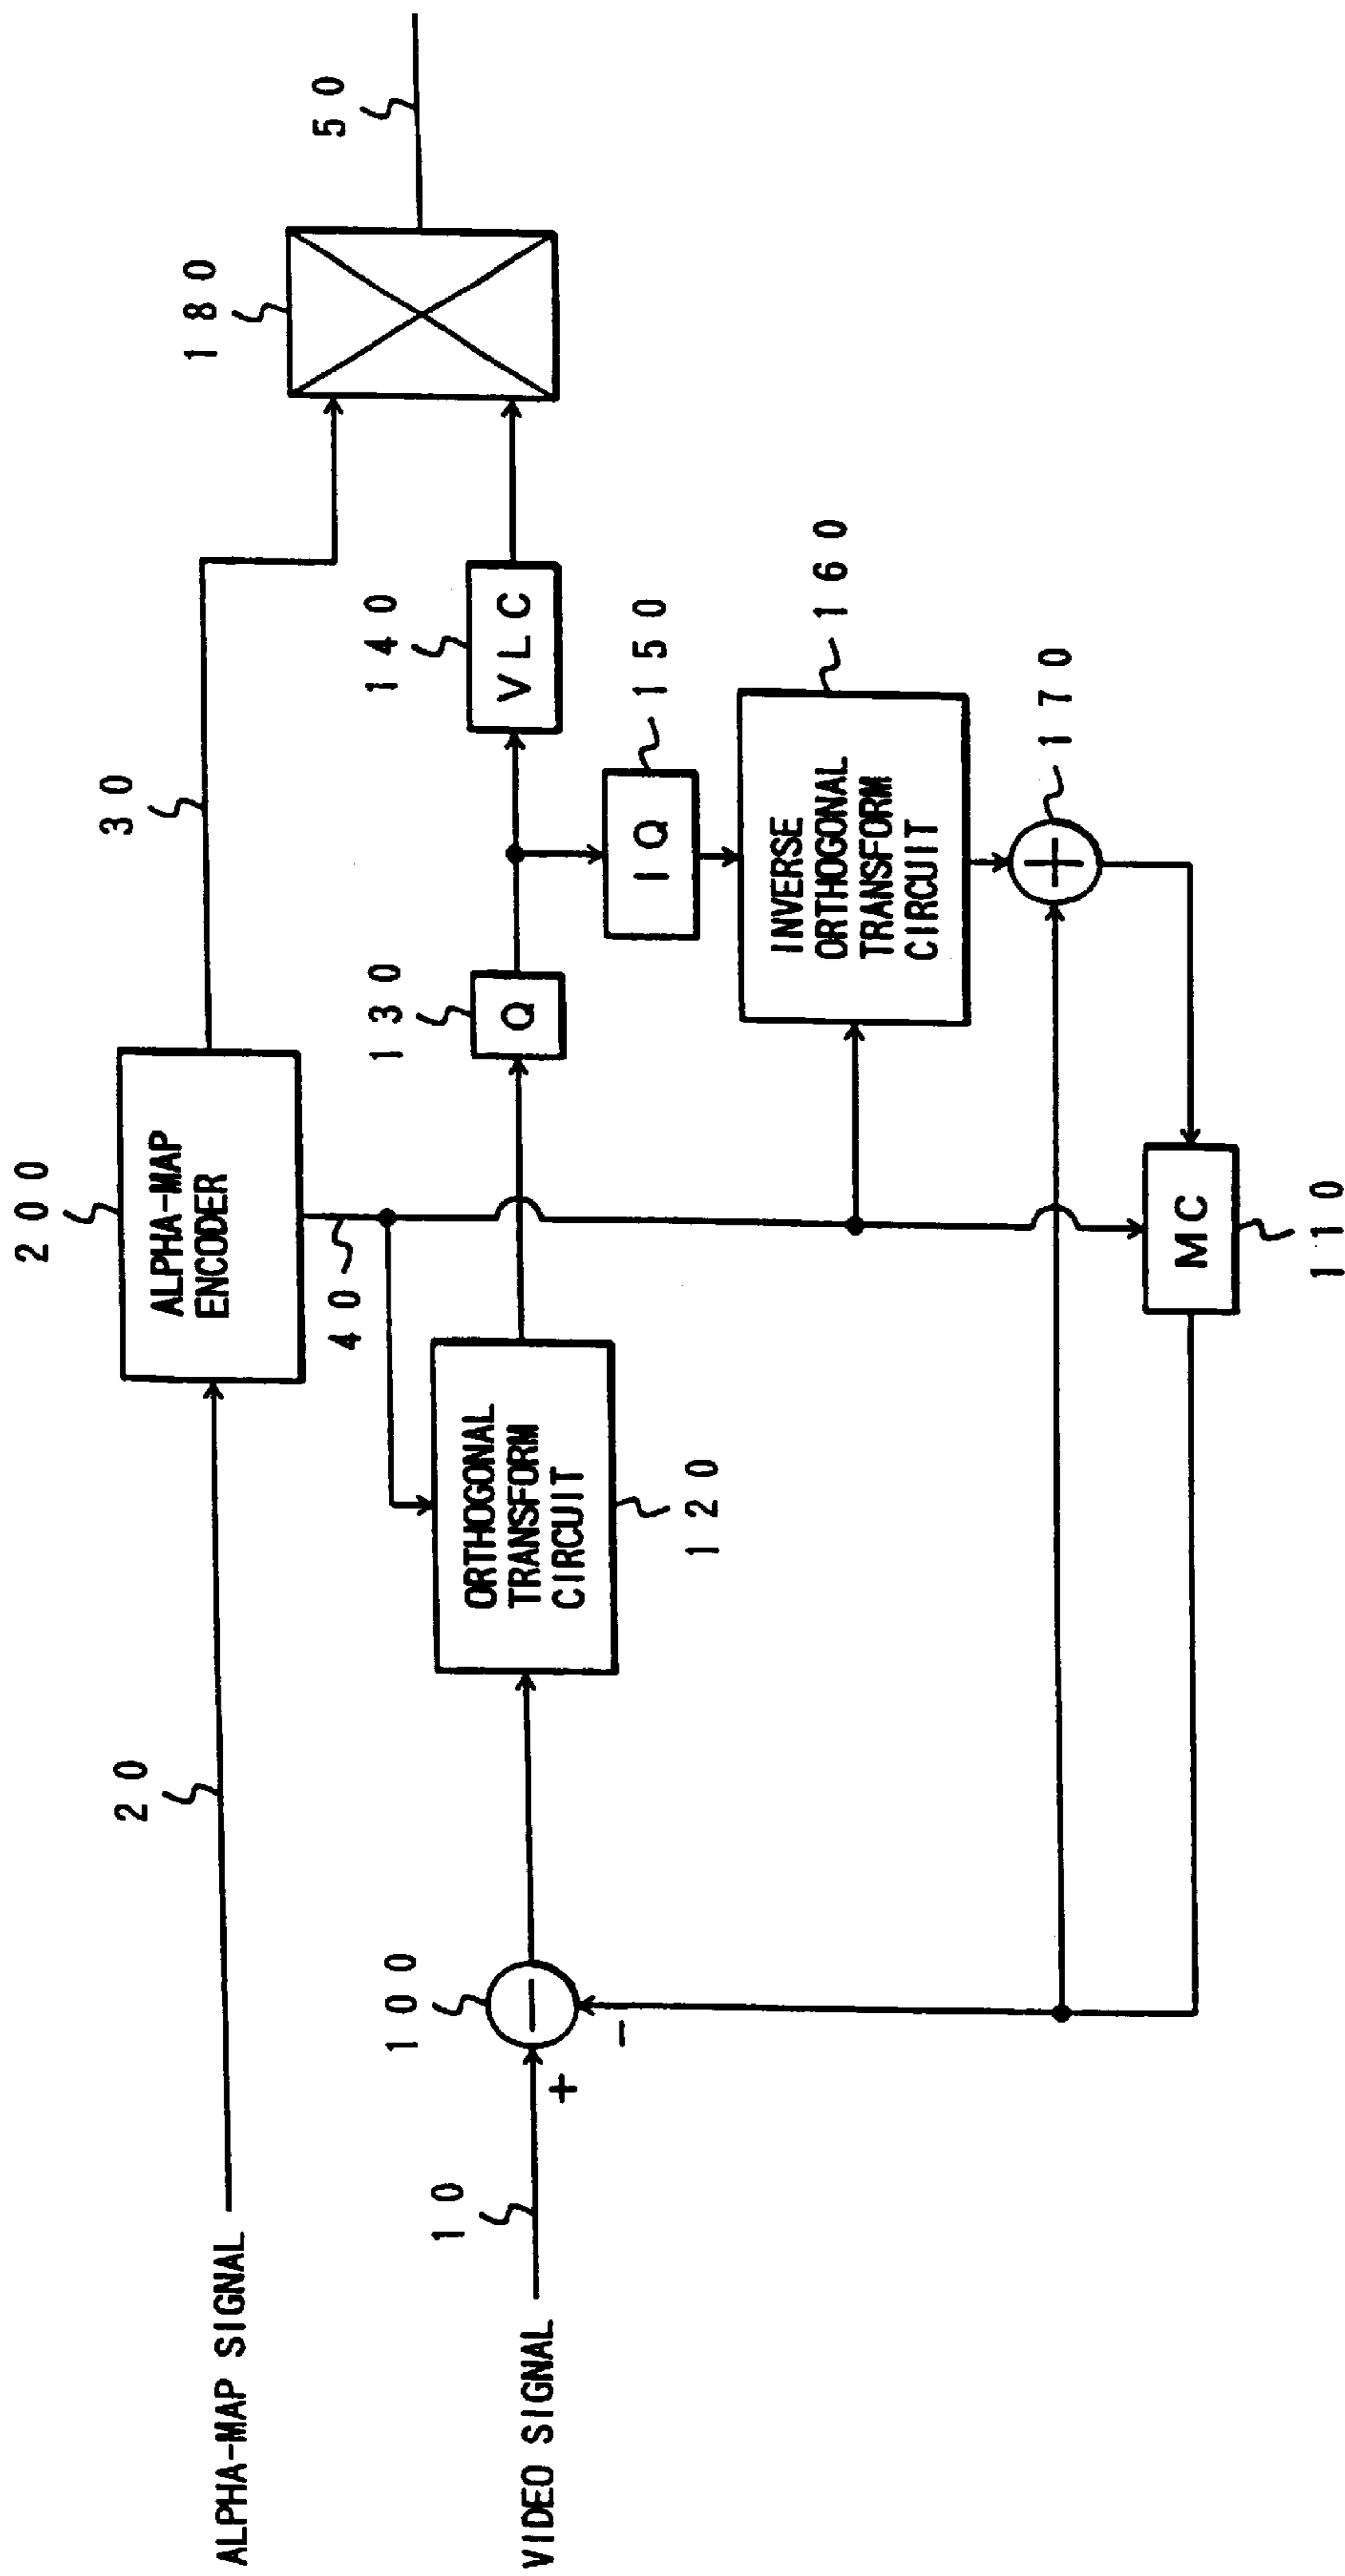 ALPHA-MAP SIGNAL
20
200
ALPHA-MAP
ENCODER
30
180
50
VIDEO SIGNAL
10
+
-
100
ORTHOGONAL
TRANSFORM
CIRCUIT
120
40
130
Q
140
VLC
150
IQ
INVERSE
ORTHOGONAL
TRANSFORM
CIRCUIT
160
170
MC
110